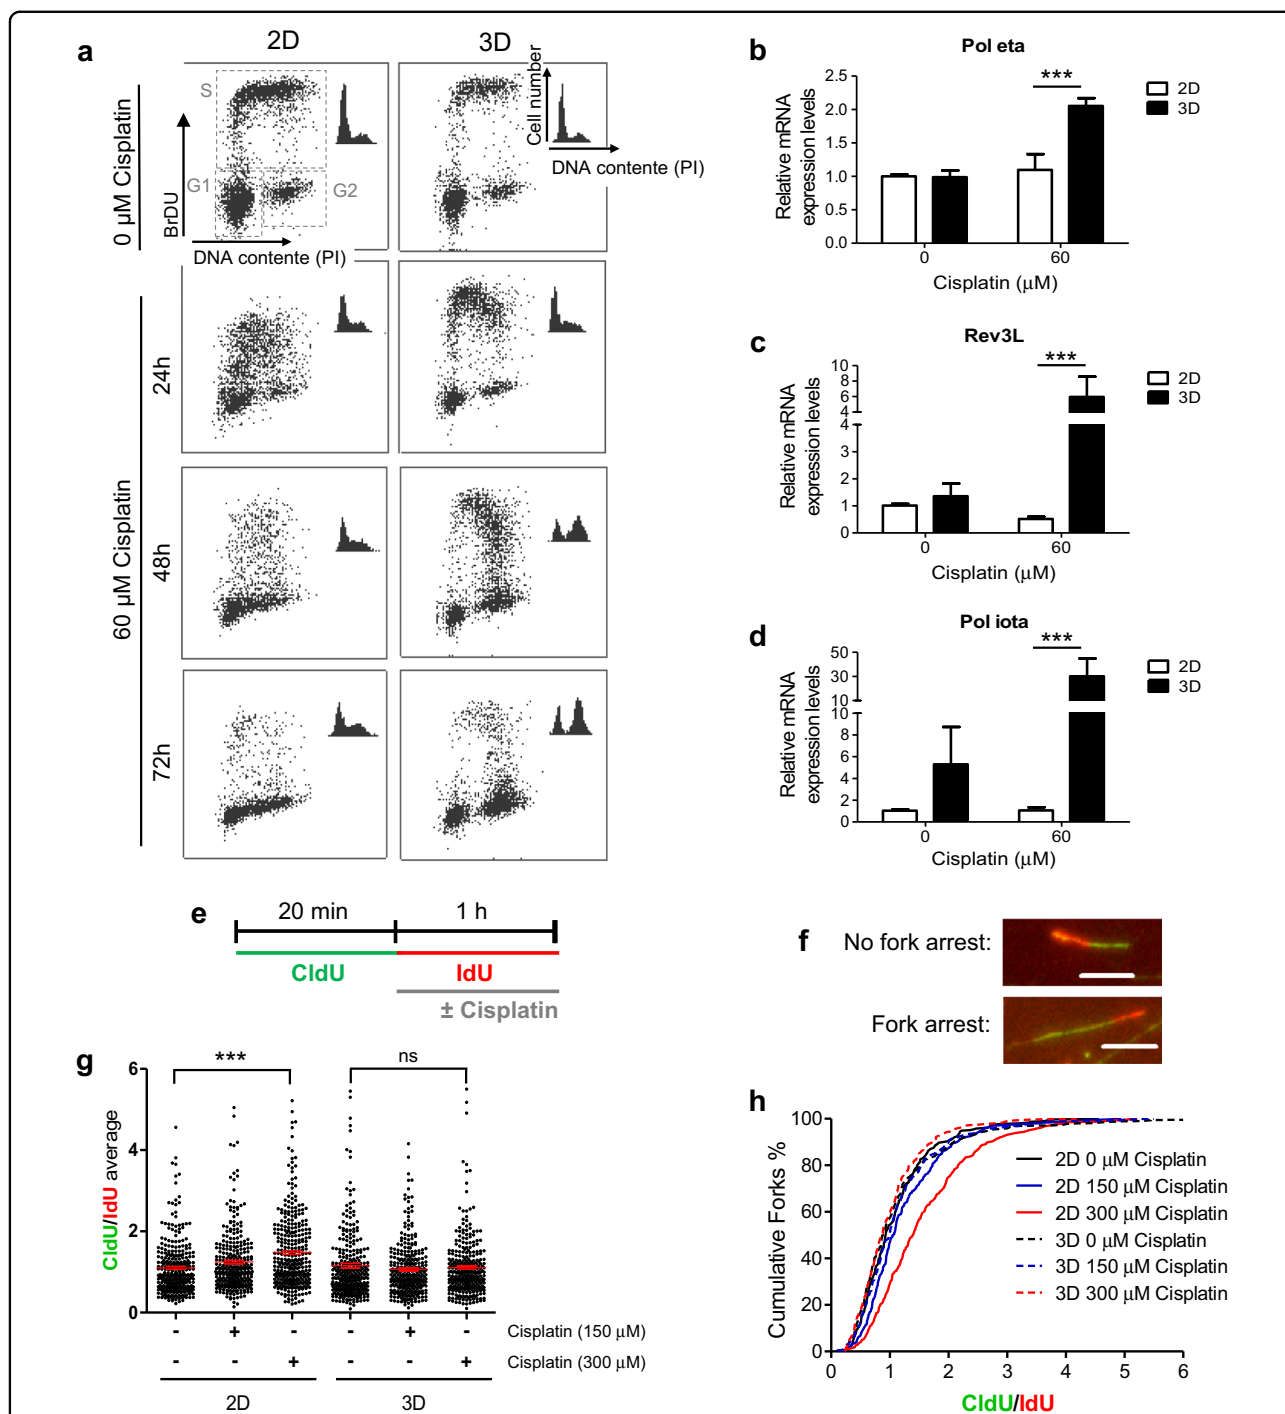 a
2D
3D
0 µM Cisplatin
S
G1
G2
BrDU
DNA contente (PI)
Cell number
DNA contente (PI)
60 µM Cisplatin
24h
48h
72h
b
Pol eta
Relative mRNA
expression levels
2.5
2.0
1.5
1.0
0.5
0.0
***
2D
3D
0
60
Cisplatin (µM)
c
Rev3L
Relative mRNA
expression levels
10
8
6
4
4
3
2
1
0
***
2D
3D
0
60
Cisplatin (µM)
d
Pol iota
Relative mRNA
expression levels
50
30
10
10
8
6
4
2
0
***
2D
3D
0
60
Cisplatin (µM)
e
20 min
1 h
CldU
IdU
± Cisplatin
f
No fork arrest:
Fork arrest:
g
CldU/IdU average
6
4
2
0
***
ns
- + - - + - Cisplatin (150 µM)
- - + - - + Cisplatin (300 µM)
2D
3D
h
Cumulative Forks %
100
80
60
40
20
0
2D 0 µM Cisplatin
2D 150 µM Cisplatin
2D 300 µM Cisplatin
3D 0 µM Cisplatin
3D 150 µM Cisplatin
3D 300 µM Cisplatin
0 1 2 3 4 5 6
CldU/IdU